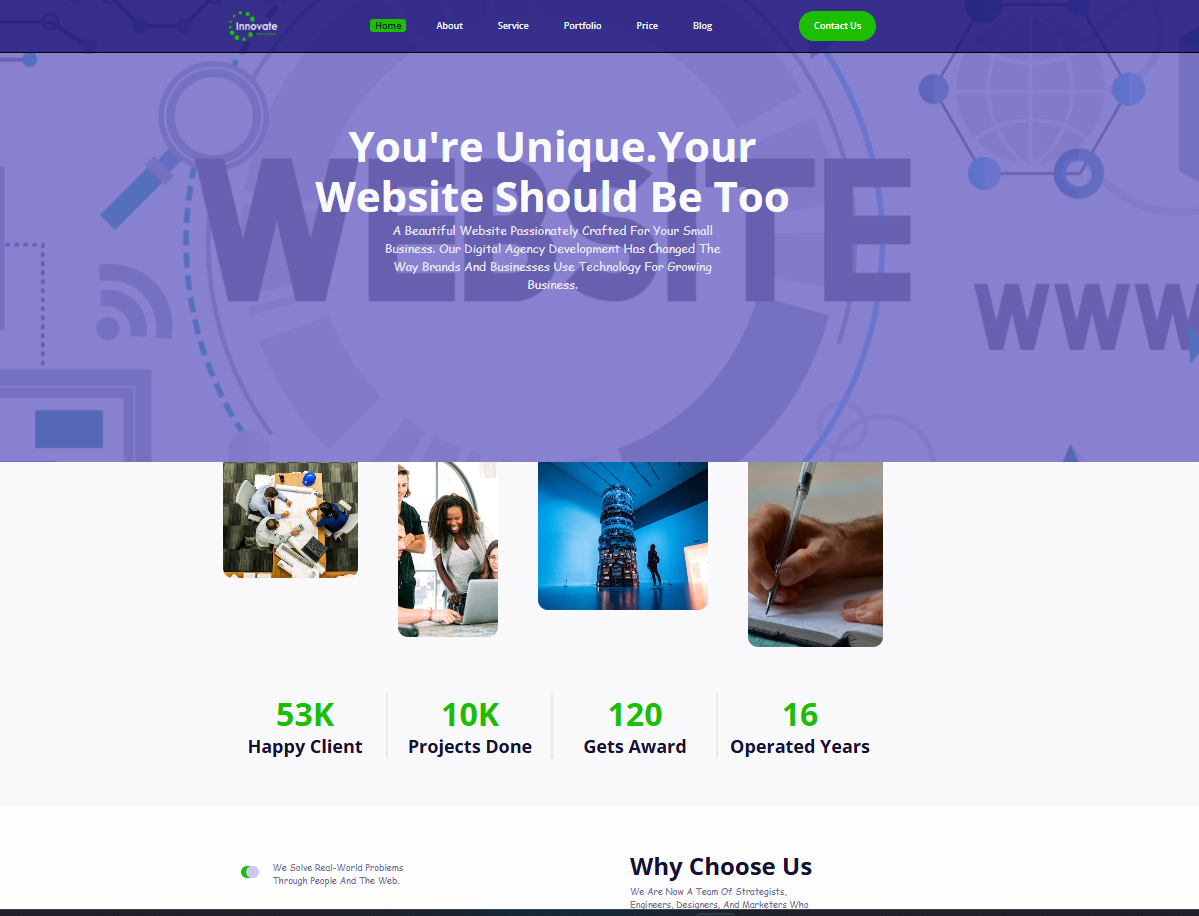 Innovate
Home
About
Service
Portfolio
Price
Blog
Contact Us
You're Unique.Your
Website Should Be Too
A Beautiful Website Passionately Crafted For Your Small
Business. Our Digital Agency Development Has Changed The
Way Brands And Businesses Use Technology For Growing
Business.
WEBSITE
WWW
53K
Happy Client
10K
Projects Done
120
Gets Award
16
Operated Years
We Solve Real-World Problems
Through People And The Web.
Why Choose Us
We Are Now A Team Of Strategists,
Engineers, Designers, And Marketers Who